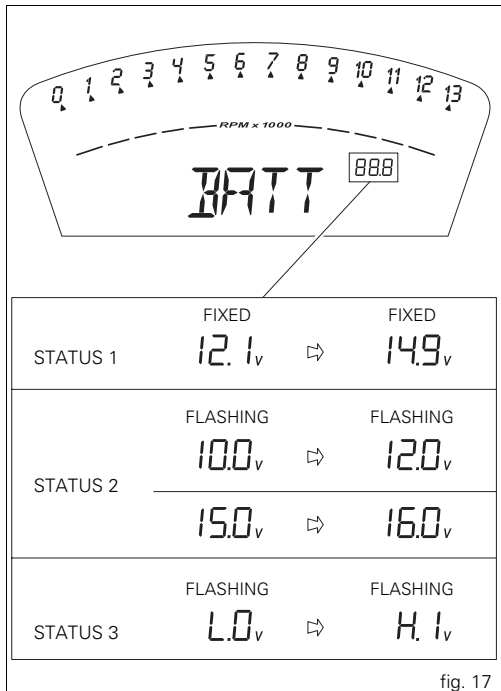 0 1 2 3 4 5 6 7 8 9 10 11 12 13
RPM x 1000
88.8
BATT
FIXED FIXED
STATUS 1 12.1v ⇨ 14.9v
FLASHING FLASHING
10.0v ⇨ 12.0v
STATUS 2
15.0v ⇨ 16.0v
FLASHING FLASHING
STATUS 3 L.0v ⇨ H.1v
fig. 17